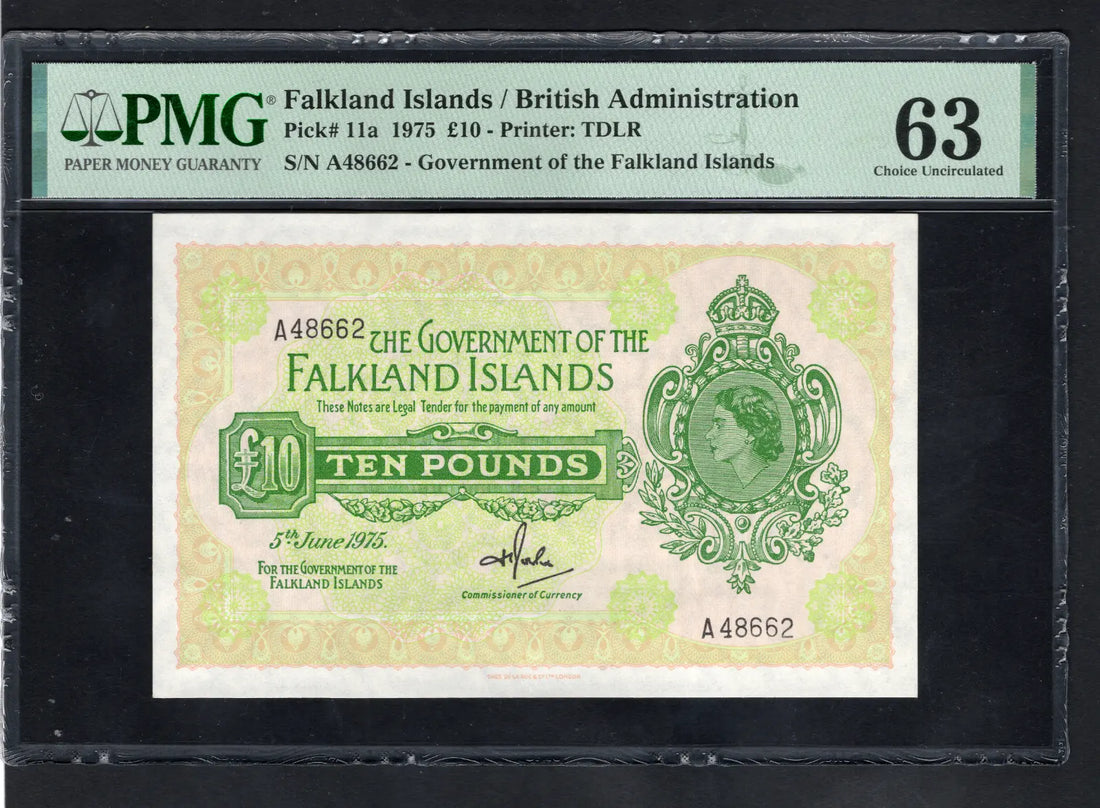 PMG®
PAPER MONEY GUARANTY
Falkland Islands / British Administration
Pick# 11a 1975 £10 - Printer: TDLR
S/N A48662 - Government of the Falkland Islands
63
Choice Uncirculated
A48662
THE GOVERNMENT OF THE
FALKLAND ISLANDS
These Notes are Legal Tender for the payment of any amount
£10
TEN POUNDS
5th June 1975.
FOR THE GOVERNMENT OF THE
FALKLAND ISLANDS
Commissioner of Currency
A48662
LONDON